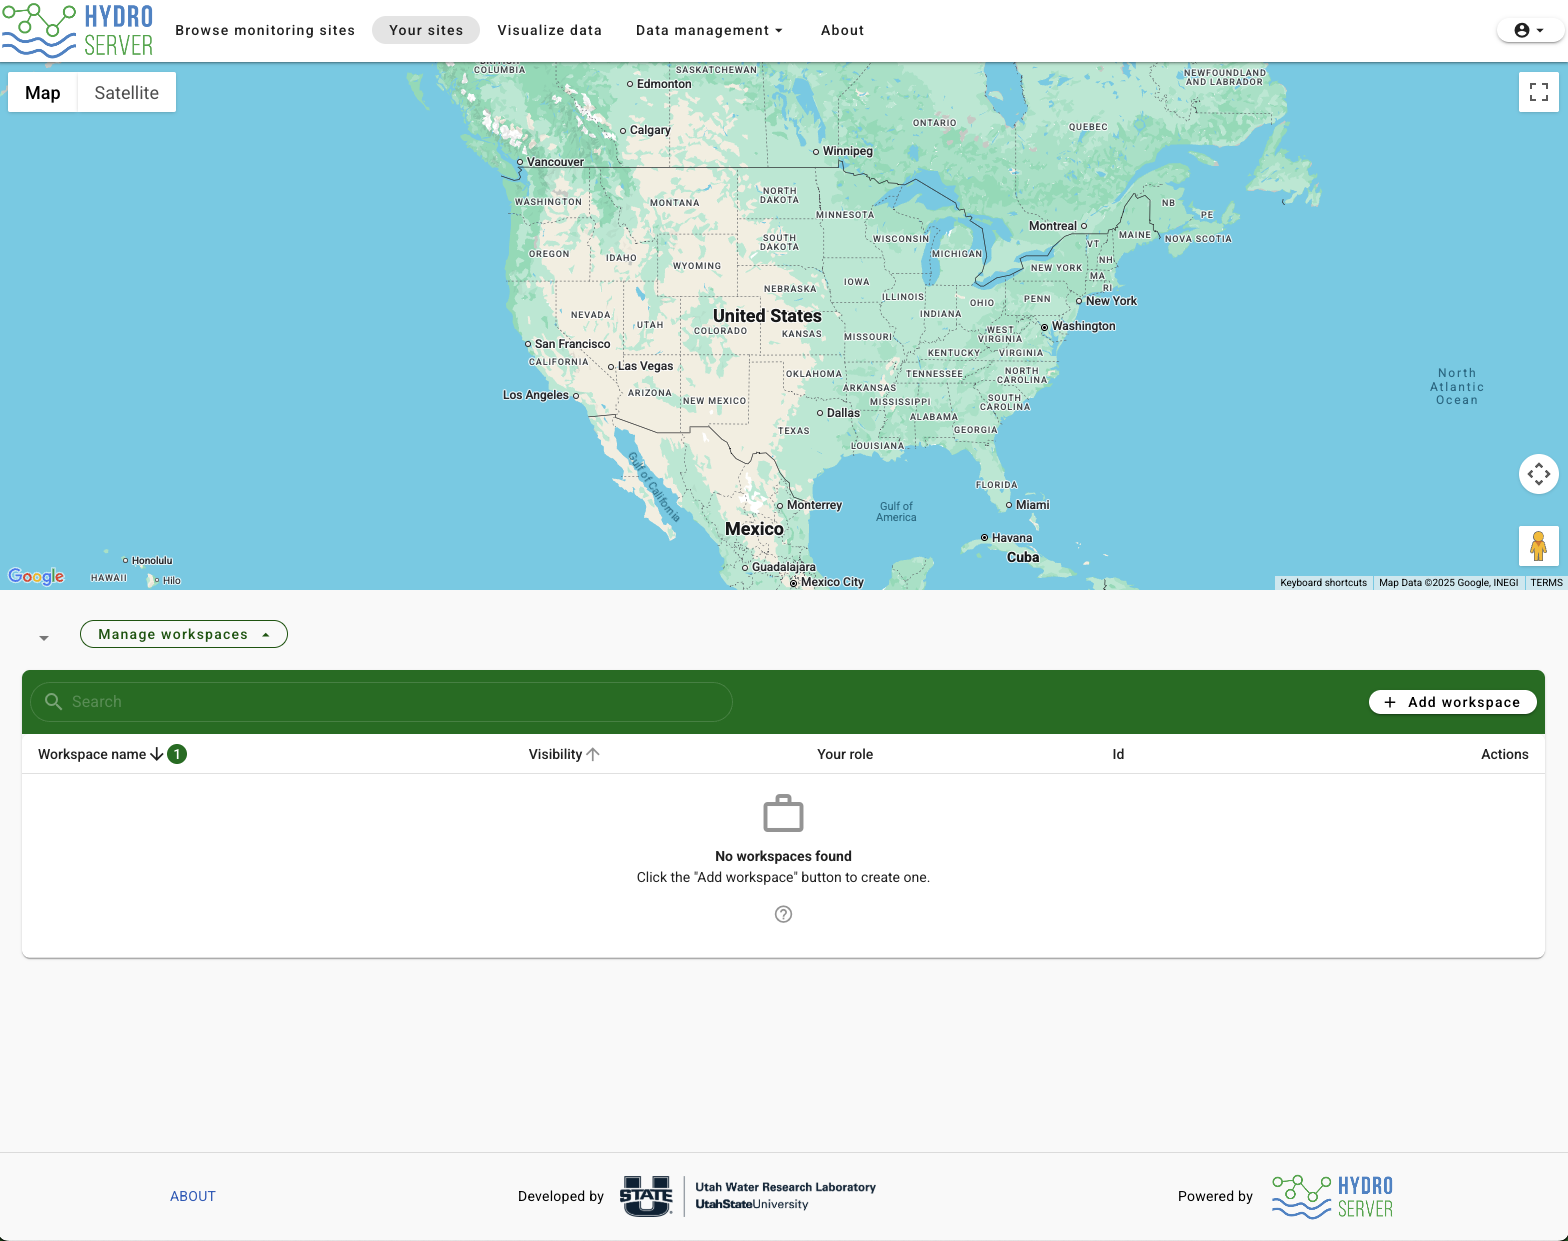 HYDRO
SERVER
Browse monitoring sites
Your sites
Visualize data
Data management
About
Map
Satellite
COLUMBIA
Edmonton
SASKATCHEWAN
NEWFOUNDLAND
AND LABRADOR
Calgary
ONTARIO
QUEBEC
Vancouver
Winnipeg
WASHINGTON
MONTANA
NORTH
DAKOTA
MINNESOTA
NB
PE
Montreal
MAINE
NOVA SCOTIA
OREGON
IDAHO
SOUTH
DAKOTA
WISCONSIN
MICHIGAN
VT
NH
WYOMING
NEW YORK
MA
RI
NEBRASKA
IOWA
ILLINOIS
OHIO
PENN
New York
NEVADA
UTAH
United States
COLORADO
KANSAS
MISSOURI
INDIANA
WEST
VIRGINIA
Washington
San Francisco
CALIFORNIA
Las Vegas
KENTUCKY
VIRGINIA
OKLAHOMA
TENNESSEE
NORTH
CAROLINA
North
Atlantic
Ocean
Los Angeles
ARIZONA
NEW MEXICO
ARKANSAS
MISSISSIPPI
SOUTH
CAROLINA
Dallas
ALABAMA
TEXAS
GEORGIA
LOUISIANA
Gulf of California
FLORIDA
Monterrey
Gulf of
America
Miami
Mexico
Havana
Cuba
Honolulu
HAWAII
Hilo
Guadalajara
Mexico City
Google
Keyboard shortcuts
Map Data ©2025 Google, INEGI
TERMS
Manage workspaces
Search
+ Add workspace
Workspace name
1
Visibility
Your role
Id
Actions
No workspaces found
Click the "Add workspace" button to create one.
ABOUT
Developed by
U
STATE
Utah Water Research Laboratory
UtahStateUniversity
Powered by
HYDRO
SERVER